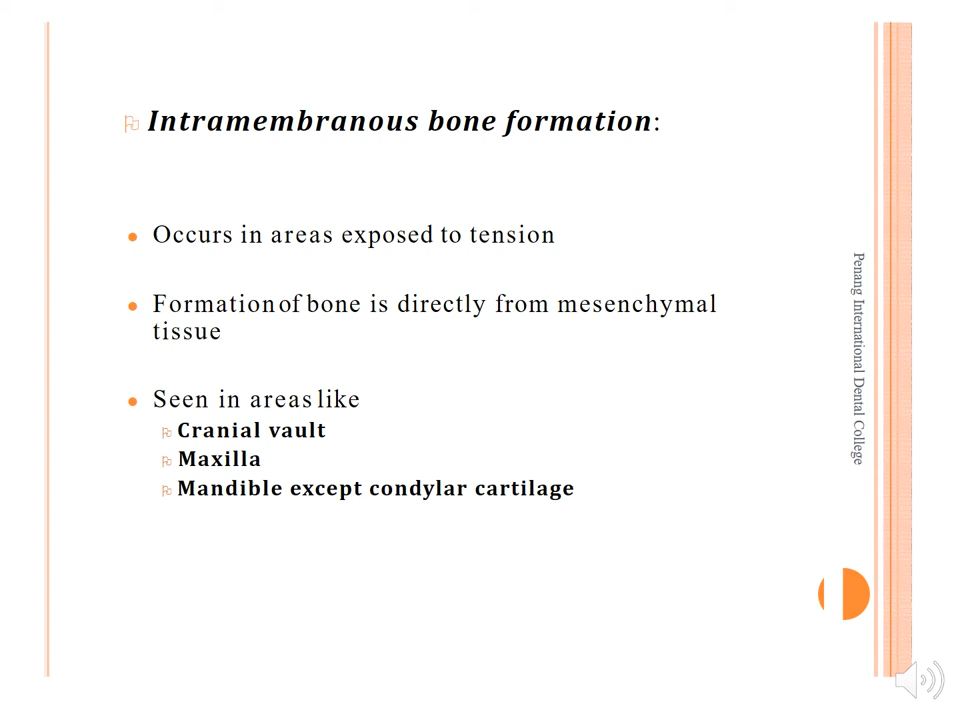 Intramembranous bone formation:
Occurs in areas exposed to tension
Formation of bone is directly from mesenchymal
tissue
Seen in areas like
Cranial vault
Maxilla
Mandible except condylar cartilage
Penang International Dental College